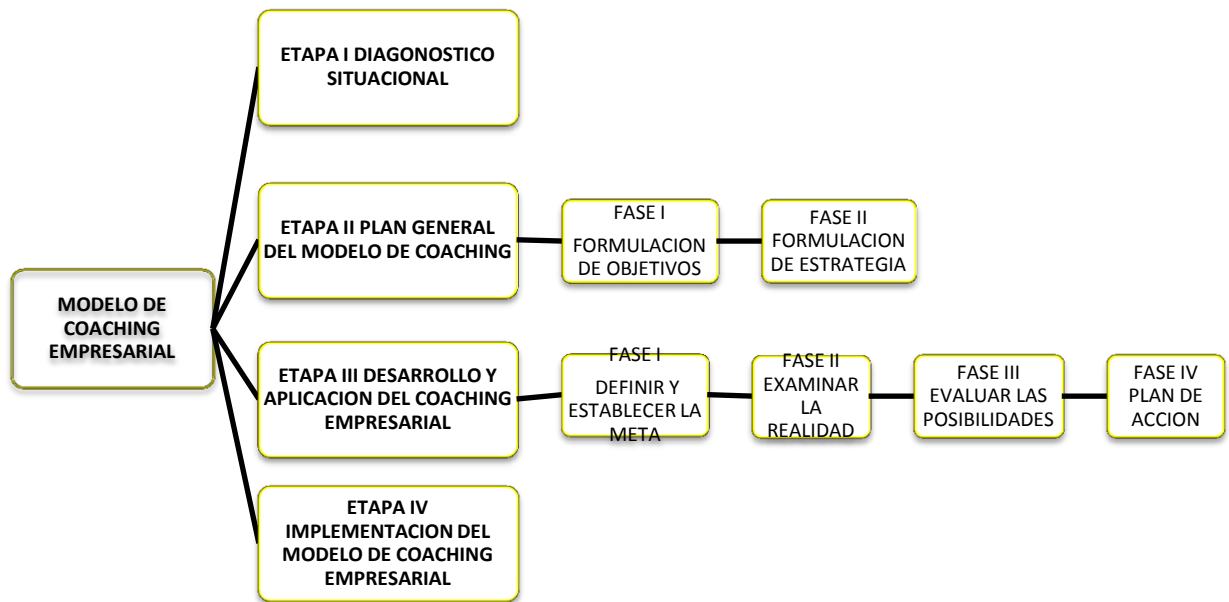 ETAPA I DIAGONOSTICO
SITUACIONAL
ETAPA II PLAN GENERAL
DEL MODELO DE COACHING
FASE I
FORMULACION
DE OBJETIVOS
FASE II
FORMULACION
DE ESTRATEGIA
MODELO DE
COACHING
EMPRESARIAL
ETAPA III DESARROLLO Y
APLICACION DEL COACHING
EMPRESARIAL
FASE I
DEFINIR Y
ESTABLECER LA
META
FASE II
EXAMINAR
LA
REALIDAD
FASE III
EVALUAR LAS
POSIBILIDADES
FASE IV
PLAN DE
ACCION
ETAPA IV
IMPLEMENTACION DEL
MODELO DE COACHING
EMPRESARIAL